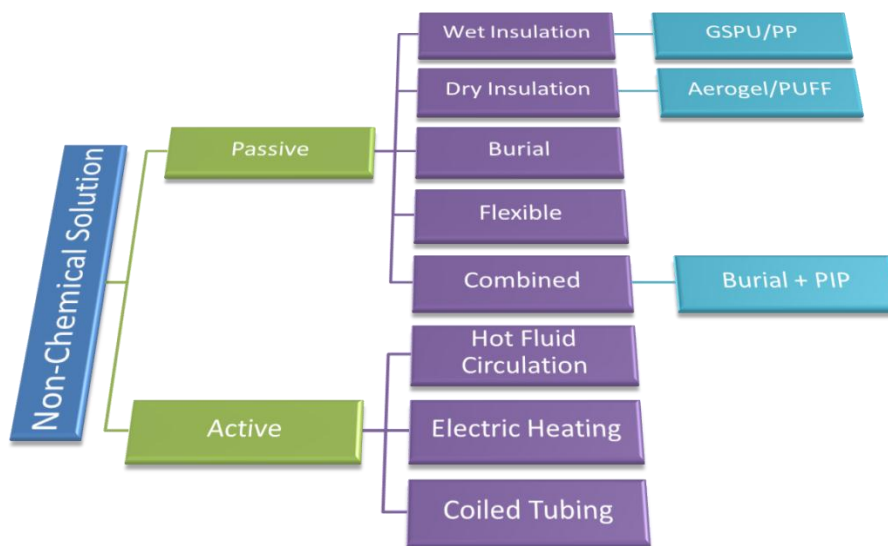 Non-Chemical Solution
Passive
Wet Insulation
GSPU/PP
Dry Insulation
Aerogel/PUFF
Burial
Flexible
Combined
Burial + PIP
Active
Hot Fluid
Circulation
Electric Heating
Coiled Tubing